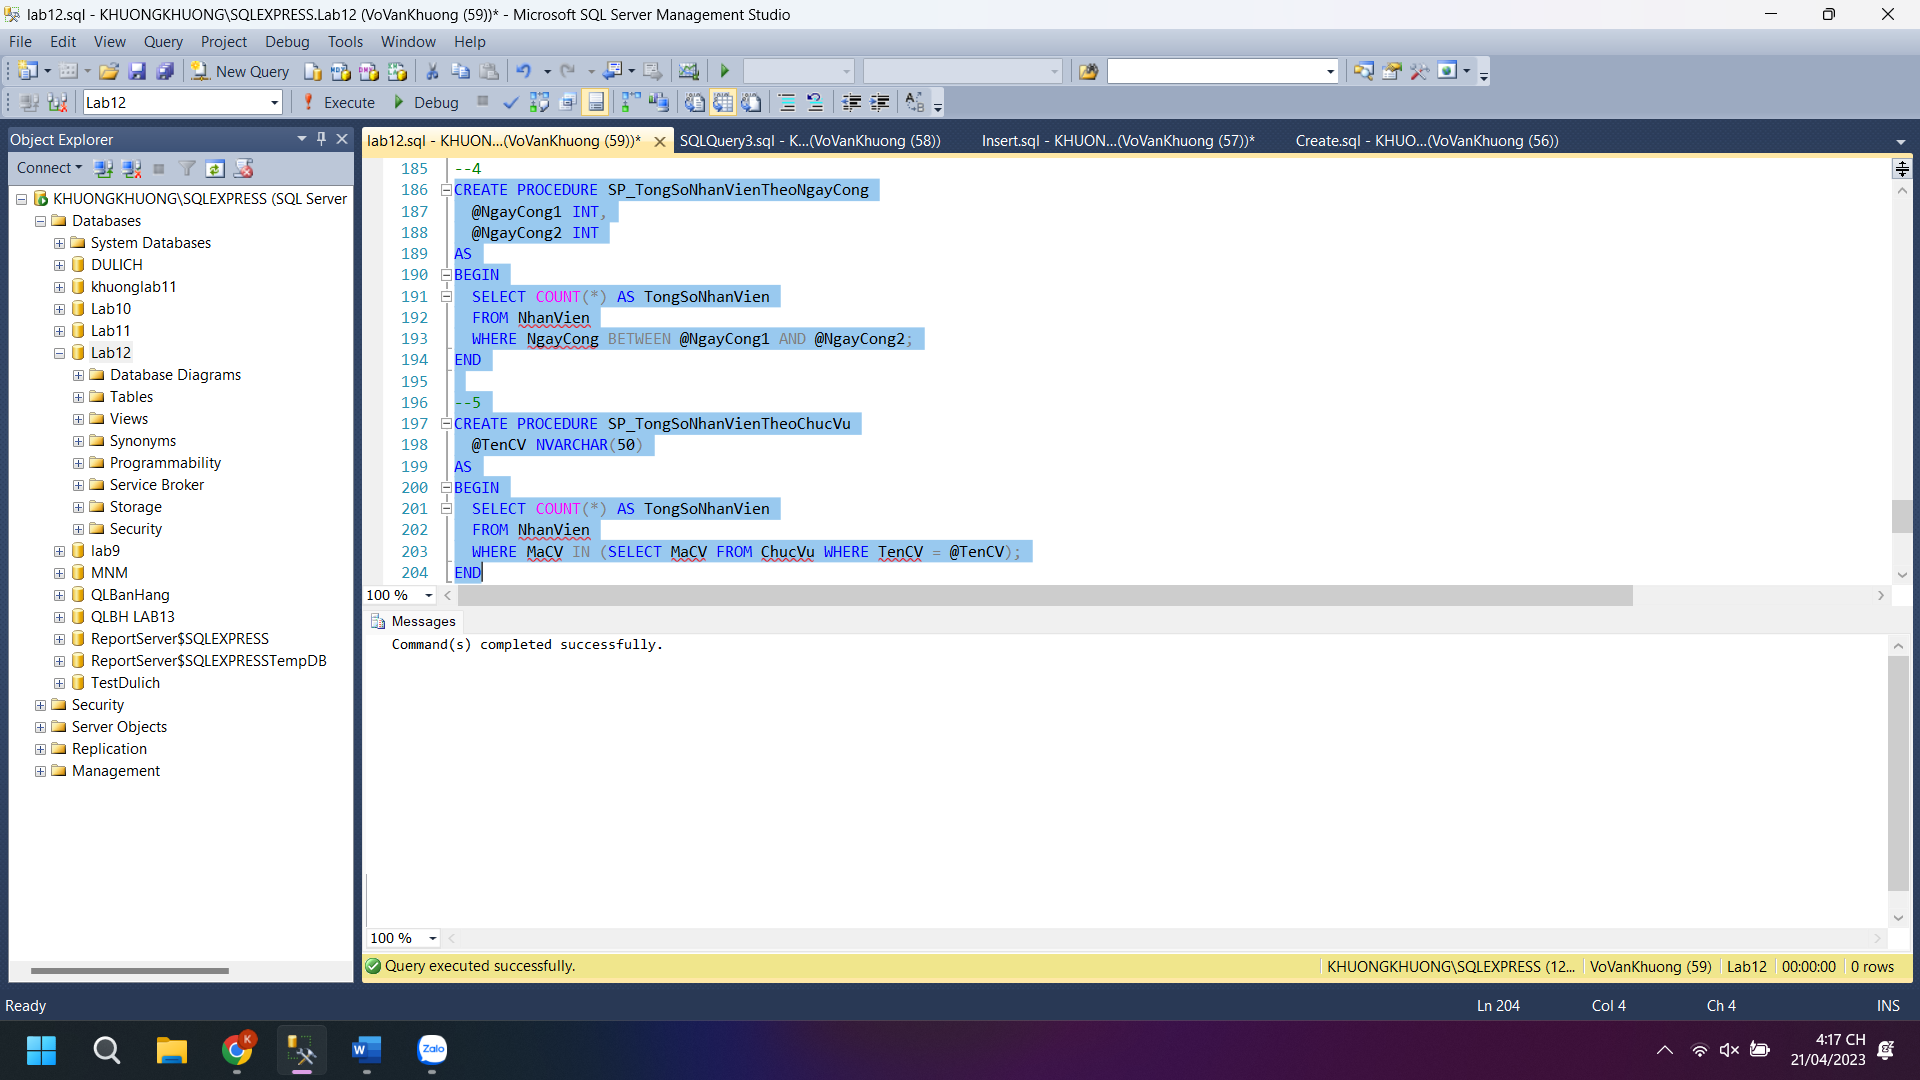 lab12.sql - KHUONGKHUONG\SQLEXPRESS.Lab12 (VoVanKhuong (59))* - Microsoft SQL Server Management Studio
File Edit View Query Project Debug Tools Window Help
New Query
Lab12 Execute Debug
Object Explorer
Connect
KHUONGKHUONG\SQLEXPRESS (SQL Server
Databases
System Databases
DULICH
khuonglab11
Lab10
Lab11
Lab12
Database Diagrams
Tables
Views
Synonyms
Programmability
Service Broker
Storage
Security
lab9
MNM
QLBanHang
QLBH LAB13
ReportServer$SQLEXPRESS
ReportServer$SQLEXPRESSTempDB
TestDulich
Security
Server Objects
Replication
Management
lab12.sql - KHUON...(VoVanKhuong (59))* SQLQuery3.sql - K...(VoVanKhuong (58)) Insert.sql - KHUON...(VoVanKhuong (57))* Create.sql - KHUO...(VoVanKhuong (56))
185 --4
186 CREATE PROCEDURE SP_TongSoNhanVienTheoNgayCong
187 @NgayCong1 INT,
188 @NgayCong2 INT
189 AS
190 BEGIN
191 SELECT COUNT(*) AS TongSoNhanVien
192 FROM NhanVien
193 WHERE NgayCong BETWEEN @NgayCong1 AND @NgayCong2;
194 END
195
196 --5
197 CREATE PROCEDURE SP_TongSoNhanVienTheoChucVu
198 @TenCV NVARCHAR(50)
199 AS
200 BEGIN
201 SELECT COUNT(*) AS TongSoNhanVien
202 FROM NhanVien
203 WHERE MaCV IN (SELECT MaCV FROM ChucVu WHERE TenCV = @TenCV);
204 END
100 %
Messages
Command(s) completed successfully.
100 %
Query executed successfully. KHUONGKHUONG\SQLEXPRESS (12... VoVanKhuong (59) Lab12 00:00:00 0 rows
Ready Ln 204 Col 4 Ch 4 INS
K
W
Zalo
4:17 CH
21/04/2023